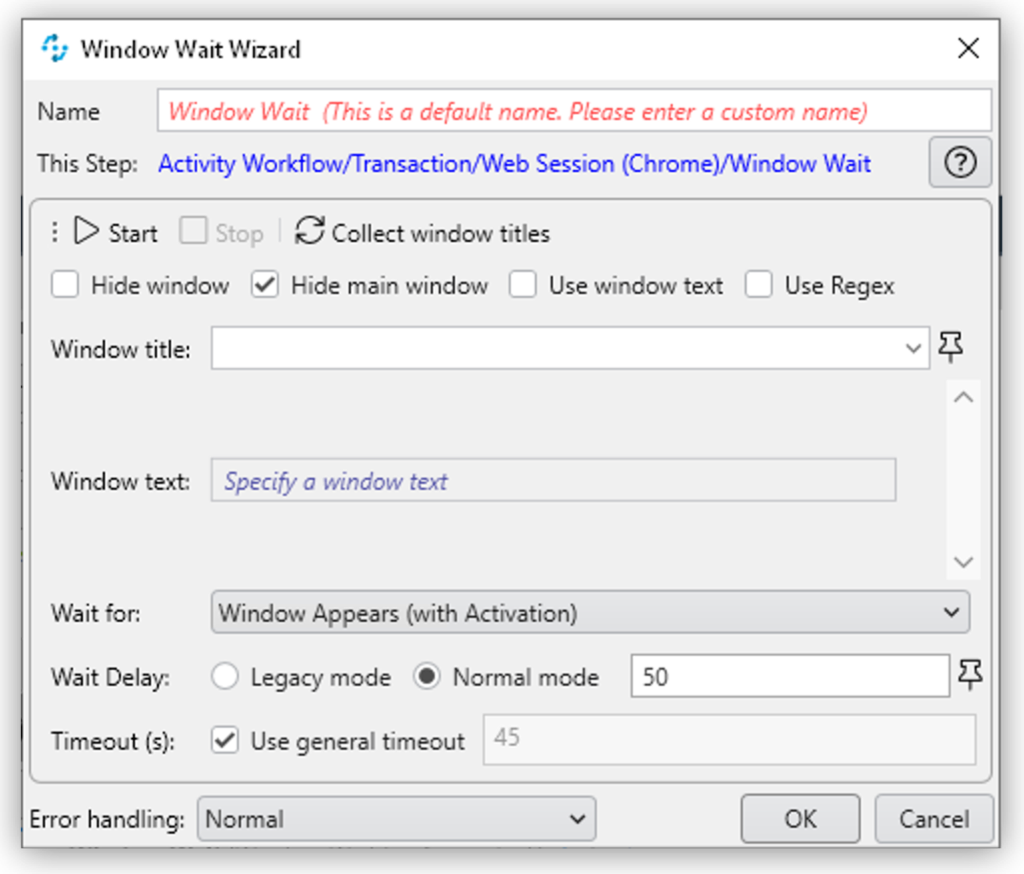 Window Wait Wizard
Name Window Wait (This is a default name. Please enter a custom name)
This Step: Activity Workflow/Transaction/Web Session (Chrome)/Window Wait ?
Start Stop Collect window titles
Hide window Hide main window Use window text Use Regex
Window title:
Window text: Specify a window text
Wait for: Window Appears (with Activation)
Wait Delay: Legacy mode Normal mode 50
Timeout (s): Use general timeout 45
Error handling: Normal OK Cancel